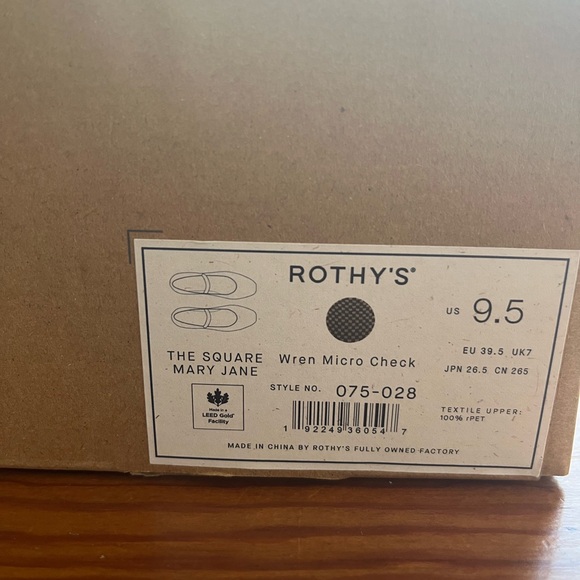 ROTHY'S®
US 9.5
EU 39.5 UK7
JPN 26.5 CN 265
THE SQUARE
MARY JANE
Wren Micro Check
STYLE NO. 075-028
Made in a
LEED Gold®
Facility
TEXTILE UPPER:
100% rPET
1 92249 36054 7
MADE IN CHINA BY ROTHY'S FULLY OWNED FACTORY